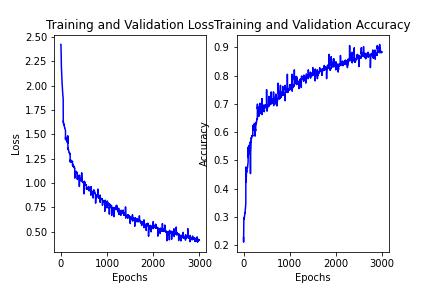 Training and Validation Loss
2.50
2.25
2.00
1.75
1.50
1.25
1.00
0.75
0.50
Loss
0 1000 2000 3000
Epochs
Training and Validation Accuracy
0.9
0.8
0.7
0.6
0.5
0.4
0.3
0.2
Accuracy
0 1000 2000 3000
Epochs